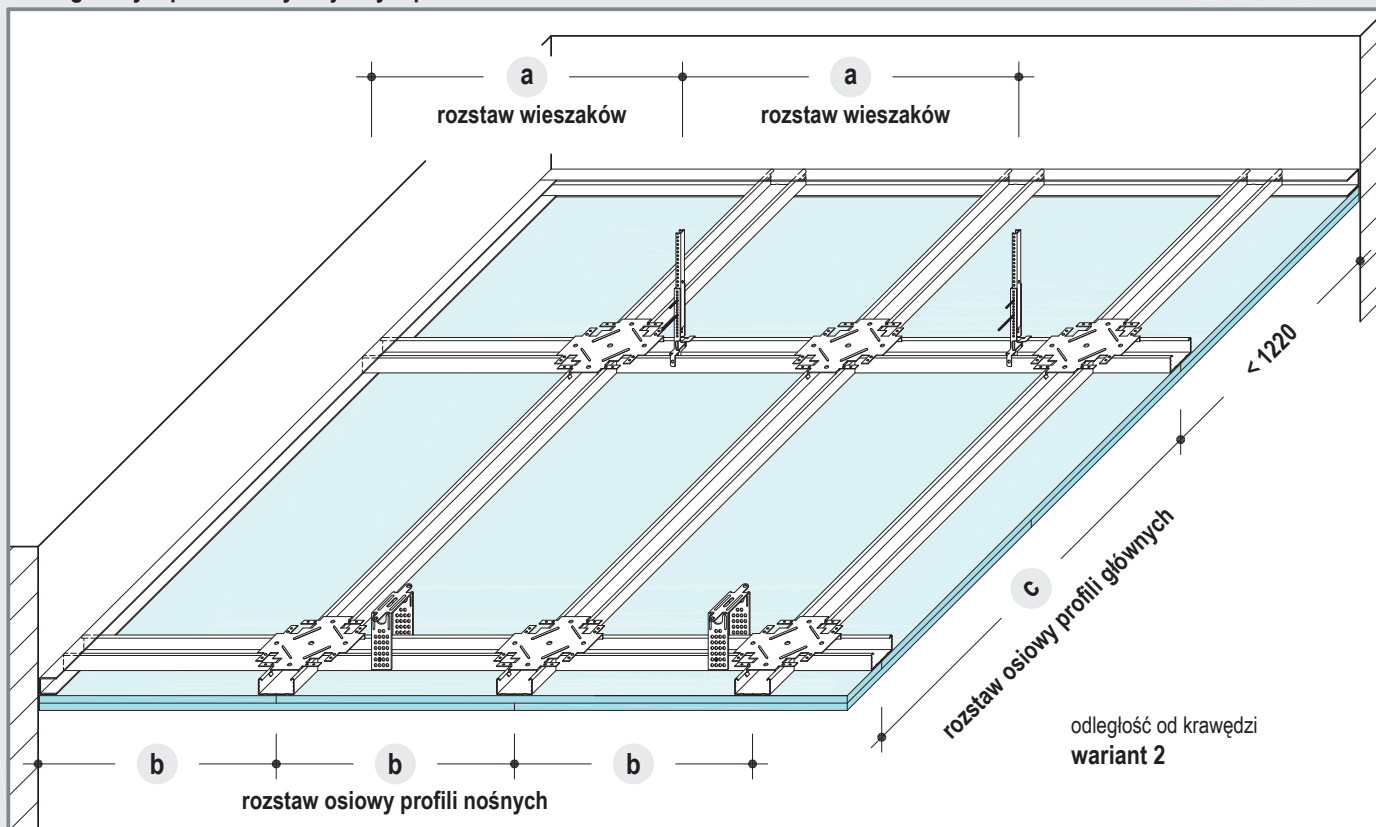 a
a
rozstaw wieszaków
rozstaw wieszaków
< 1220
c
rozstaw osiowy profili głównych
odległość od krawędzi
wariant 2
b
b
b
rozstaw osiowy profili nośnych